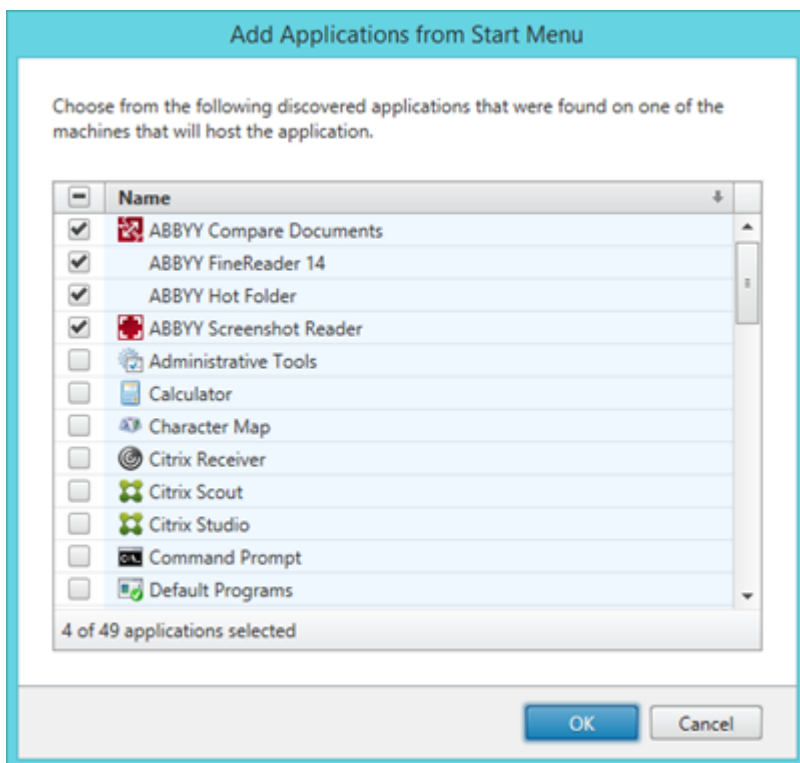 Add Applications from Start Menu
Choose from the following discovered applications that were found on one of the
machines that will host the application.
Name
ABBYY Compare Documents
ABBYY FineReader 14
ABBYY Hot Folder
ABBYY Screenshot Reader
Administrative Tools
Calculator
Character Map
Citrix Receiver
Citrix Scout
Citrix Studio
Command Prompt
Default Programs
4 of 49 applications selected
OK Cancel